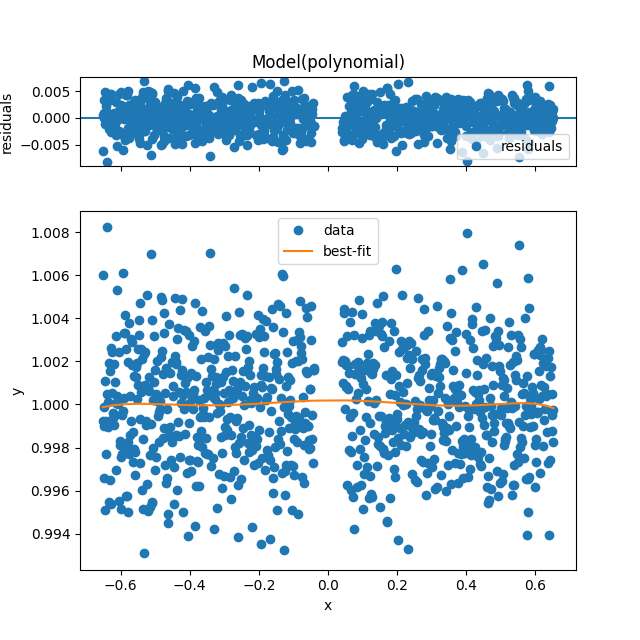 Model(polynomial)
residuals
0.005
0.000
−0.005
residuals
y
1.008
1.006
1.004
1.002
1.000
0.998
0.996
0.994
data
best-fit
−0.6
−0.4
−0.2
0.0
0.2
0.4
0.6
x